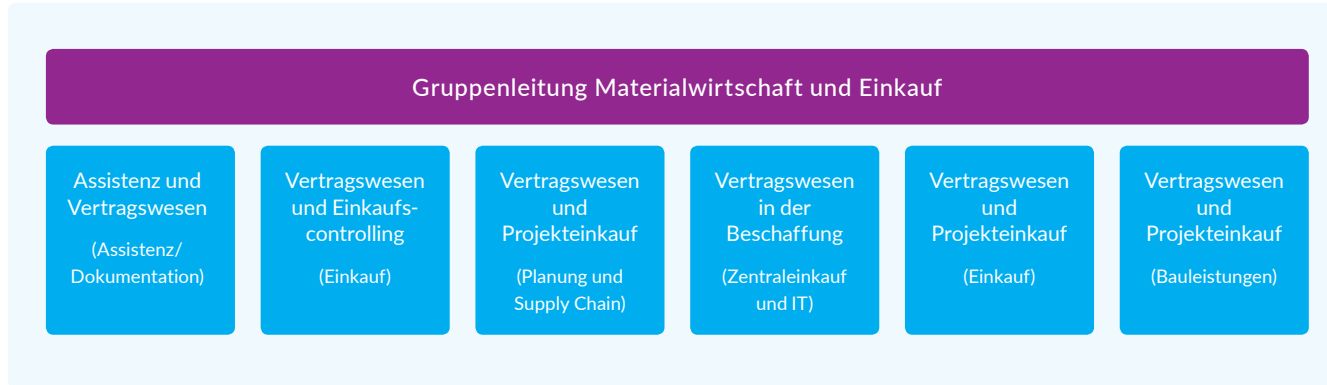 Gruppenleitung Materialwirtschaft und Einkauf
Assistenz und
Vertragswesen
(Assistenz/
Dokumentation)
Vertragswesen
und Einkaufs-
controlling
(Einkauf)
Vertragswesen
und
Projekteinkauf
(Planung und
Supply Chain)
Vertragswesen
in der
Beschaffung
(Zentraleinkauf
und IT)
Vertragswesen
und
Projekteinkauf
(Einkauf)
Vertragswesen
und
Projekteinkauf
(Bauleistungen)